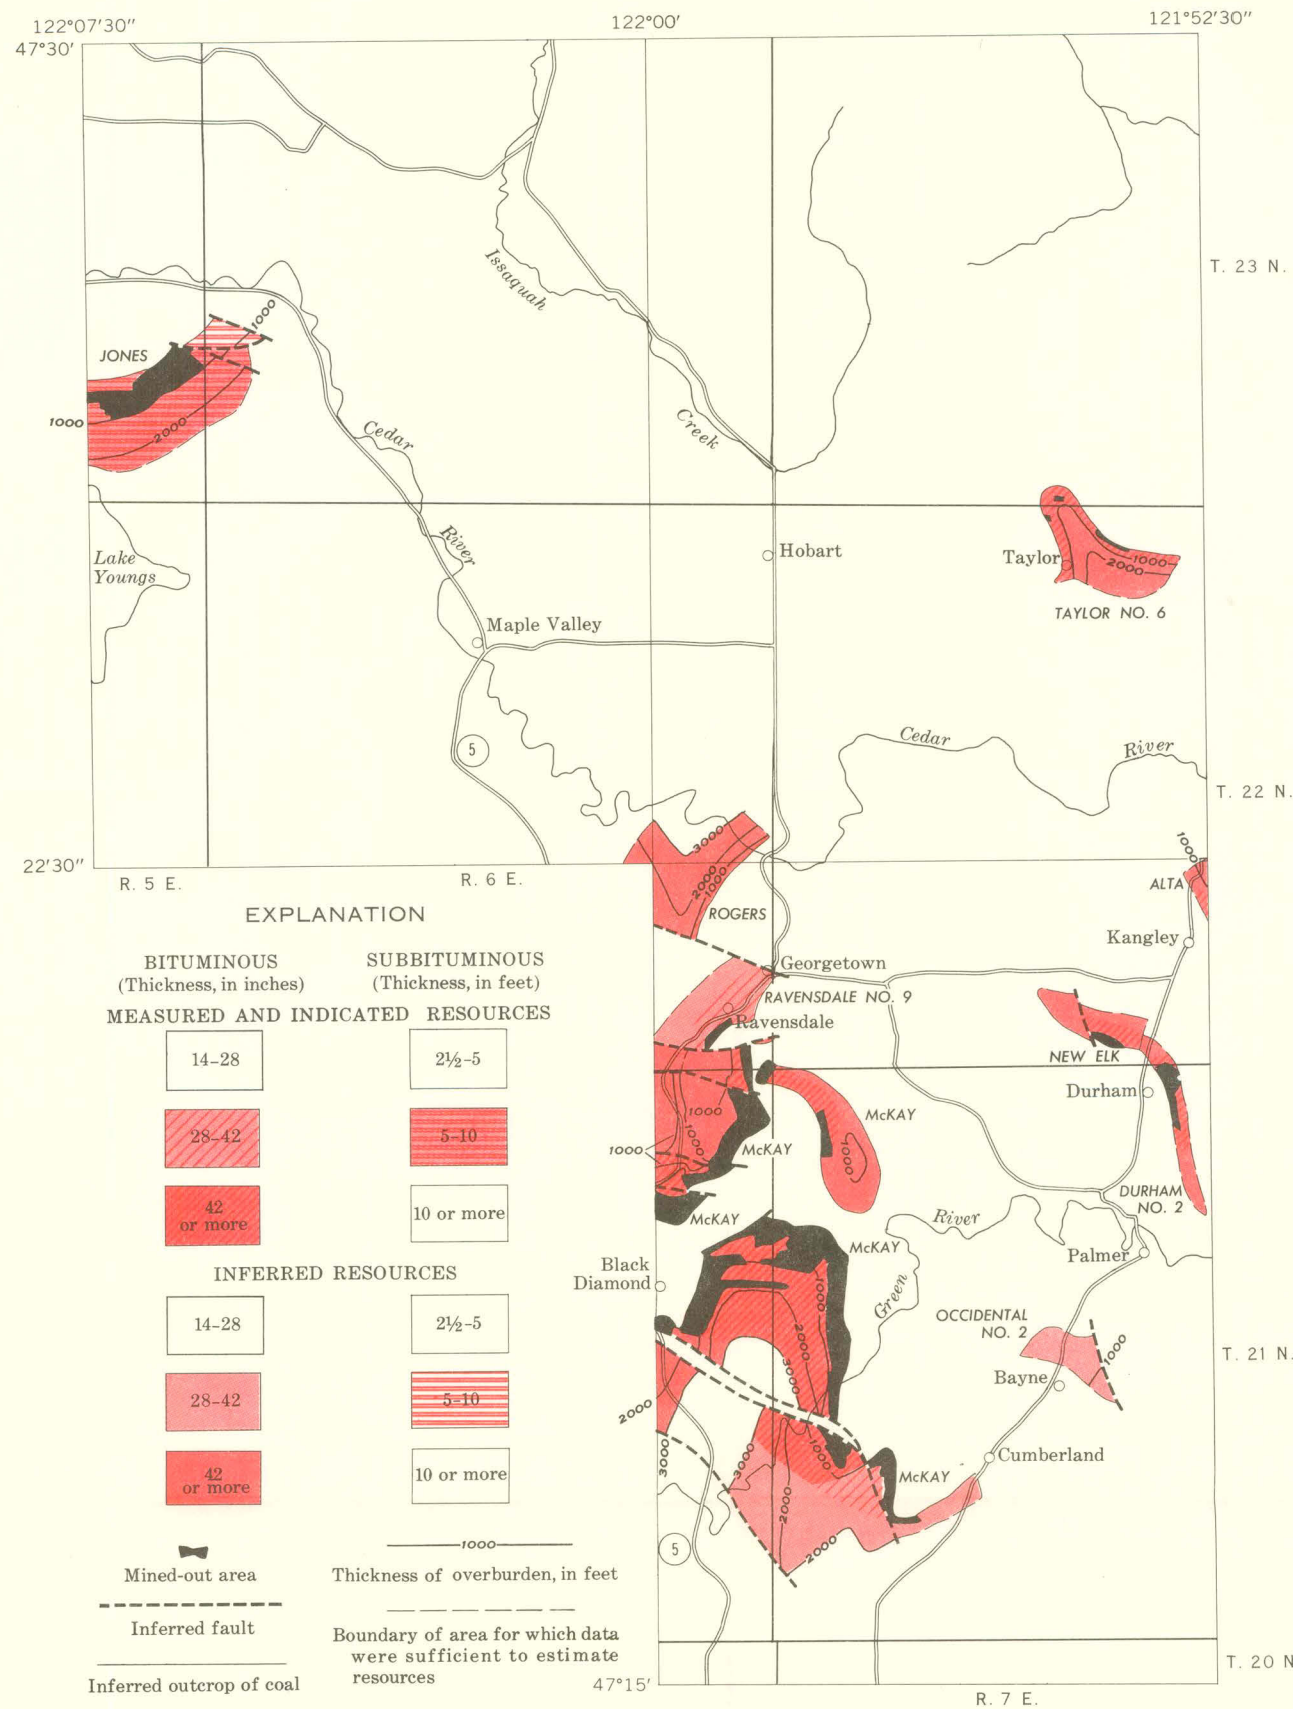 122°07'30" 122°00' 121°52'30"
47°30'
T. 23 N.
Issaquah
Creek
1000
JONES
1000
2000
Cedar
River
Lake
Youngs
Hobart
Taylor
1000
2000
TAYLOR NO. 6
Maple Valley
5
Cedar
River
T. 22 N.
22'30"
R. 5 E. R. 6 E.
3000
2000
1000
ROGERS
1000
ALTA
Kangley
Georgetown
RAVENSDALE NO. 9
Ravensdale
NEW ELK
Durham
McKAY
1000
1000
1000
1000
McKAY
McKAY
DURHAM
NO. 2
River
Green
Palmer
McKAY
Black
Diamond
1000
2000
3000
OCCIDENTAL
NO. 2
1000
Bayne
T. 21 N.
2000
3000
3000
1000
2000
McKAY
Cumberland
2000
5
47°15'
T. 20 N
R. 7 E.
EXPLANATION
BITUMINOUS
(Thickness, in inches)
SUBBITUMINOUS
(Thickness, in feet)
MEASURED AND INDICATED RESOURCES
14-28 2½-5
28-42 5-10
42
or more
10 or more
INFERRED RESOURCES
14-28 2½-5
28-42 5-10
42
or more
10 or more
Mined-out area
Inferred fault
Inferred outcrop of coal
1000
Thickness of overburden, in feet
Boundary of area for which data
were sufficient to estimate
resources